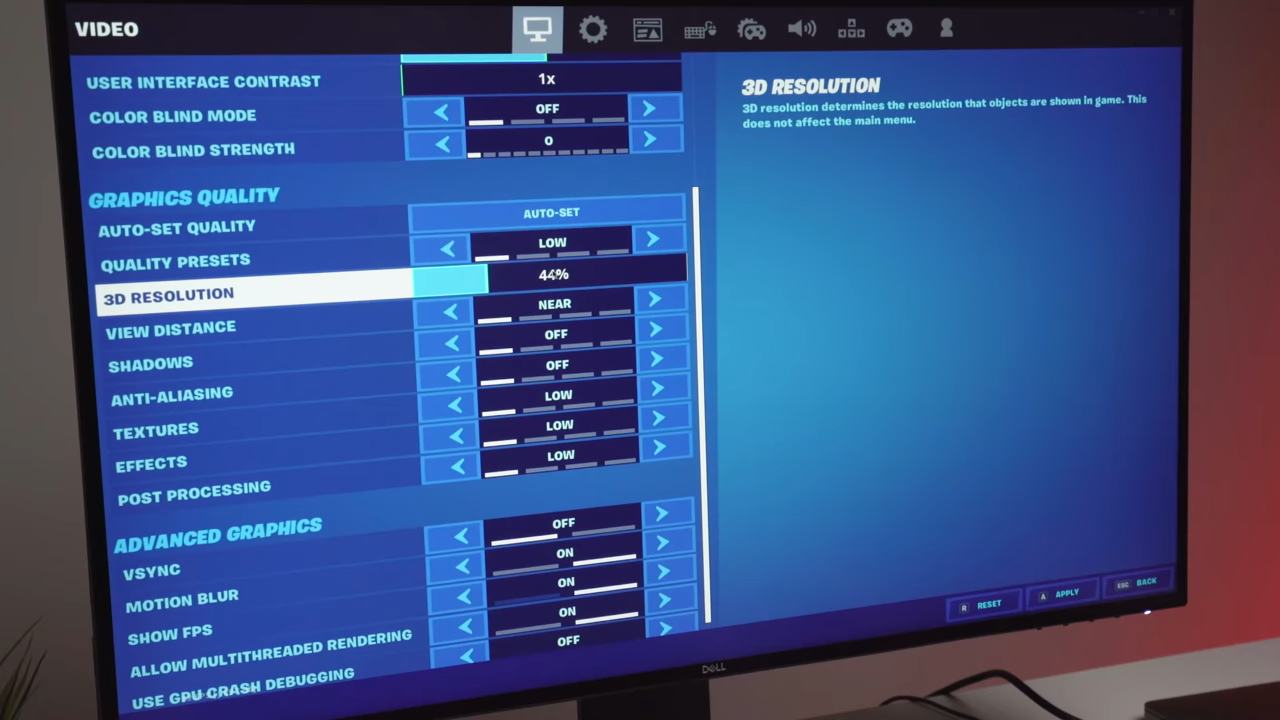 VIDEO
USER INTERFACE CONTRAST 1x
COLOR BLIND MODE OFF
COLOR BLIND STRENGTH 0
GRAPHICS QUALITY
AUTO-SET QUALITY AUTO-SET
QUALITY PRESETS LOW
3D RESOLUTION 44%
VIEW DISTANCE NEAR
SHADOWS OFF
ANTI-ALIASING OFF
TEXTURES LOW
EFFECTS LOW
POST PROCESSING LOW
ADVANCED GRAPHICS
VSYNC OFF
MOTION BLUR ON
SHOW FPS ON
ALLOW MULTITHREADED RENDERING ON
USE GPU CRASH DEBUGGING OFF
3D RESOLUTION
3D resolution determines the resolution that objects are shown in game. This
does not affect the main menu.
R RESET
A APPLY
ESC BACK
DELL